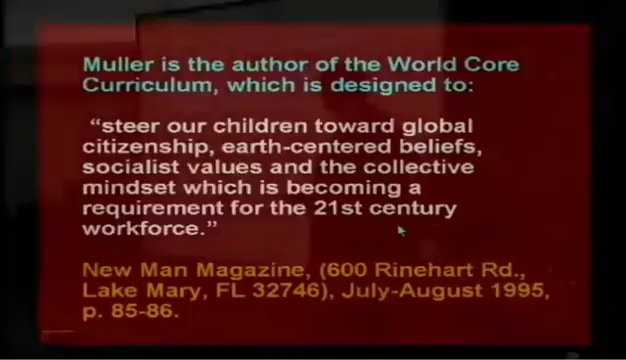 Muller is the author of the World Core
Curriculum, which is designed to:
“steer our children toward global
citizenship, earth-centered beliefs,
socialist values and the collective
mindset which is becoming a
requirement for the 21st century
workforce.”
New Man Magazine, (600 Rinehart Rd.,
Lake Mary, FL 32746), July-August 1995,
p. 85-86.